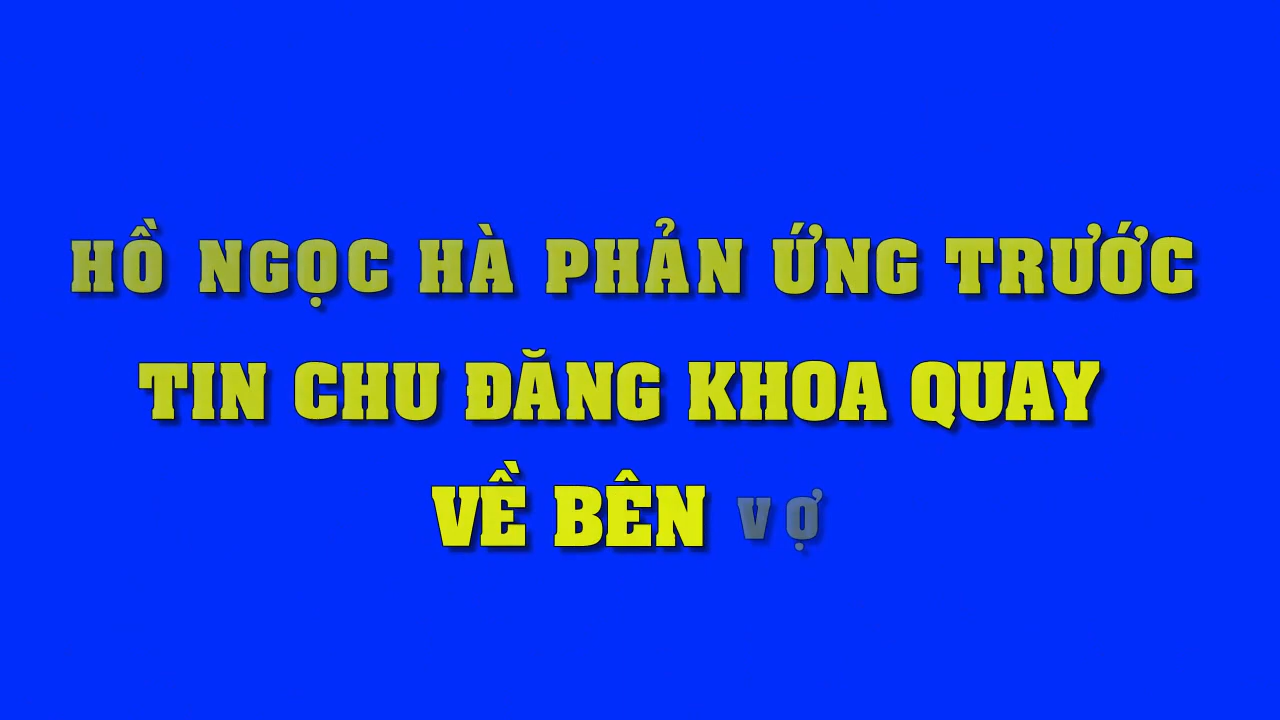 HỒ NGỌC HÀ PHẢN ỨNG TRƯỚC
TIN CHU ĐĂNG KHOA QUAY
VỀ BÊN VỢ